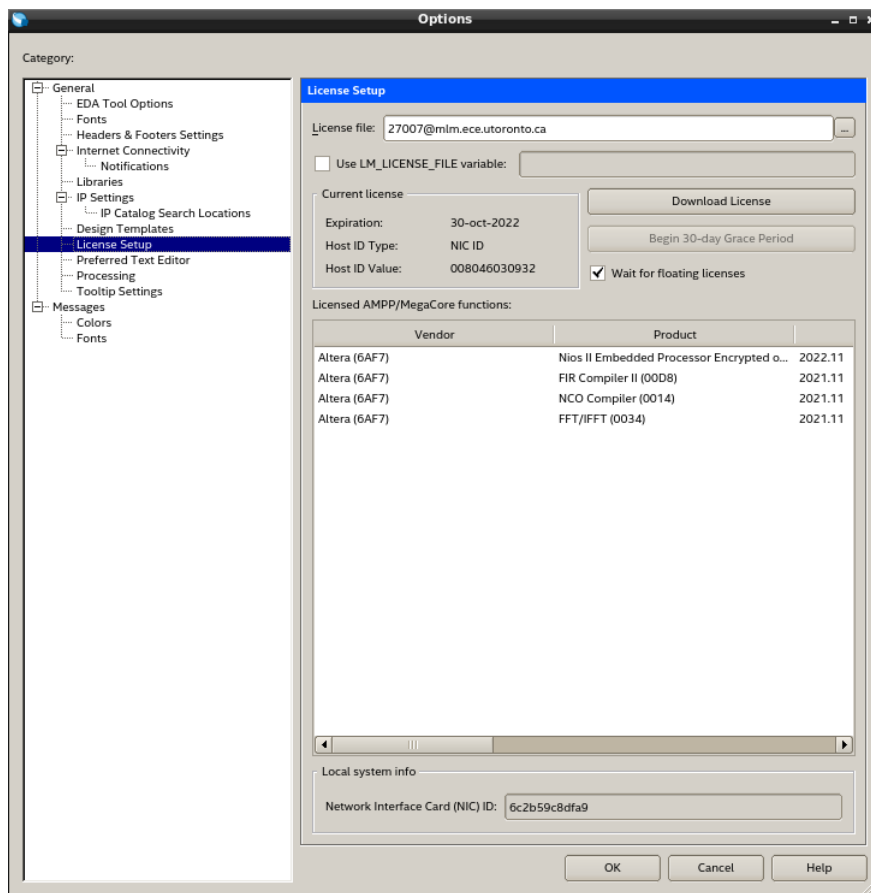 Options
Category:
General
EDA Tool Options
Fonts
Headers & Footers Settings
Internet Connectivity
Notifications
Libraries
IP Settings
IP Catalog Search Locations
Design Templates
License Setup
Preferred Text Editor
Processing
Tooltip Settings
Messages
Colors
Fonts
License Setup
License file: 27007@mlm.ece.utoronto.ca ...
Use LM_LICENSE_FILE variable:
Current license
Expiration: 30-oct-2022
Host ID Type: NIC ID
Host ID Value: 008046030932
Download License
Begin 30-day Grace Period
Wait for floating licenses
Licensed AMPP/MegaCore functions:
Vendor Product
Altera (6AF7) Nios II Embedded Processor Encrypted o... 2022.11
Altera (6AF7) FIR Compiler II (00D8) 2021.11
Altera (6AF7) NCO Compiler (0014) 2021.11
Altera (6AF7) FFT/IFFT (0034) 2021.11
Local system info
Network Interface Card (NIC) ID: 6c2b59c8dfa9
OK Cancel Help